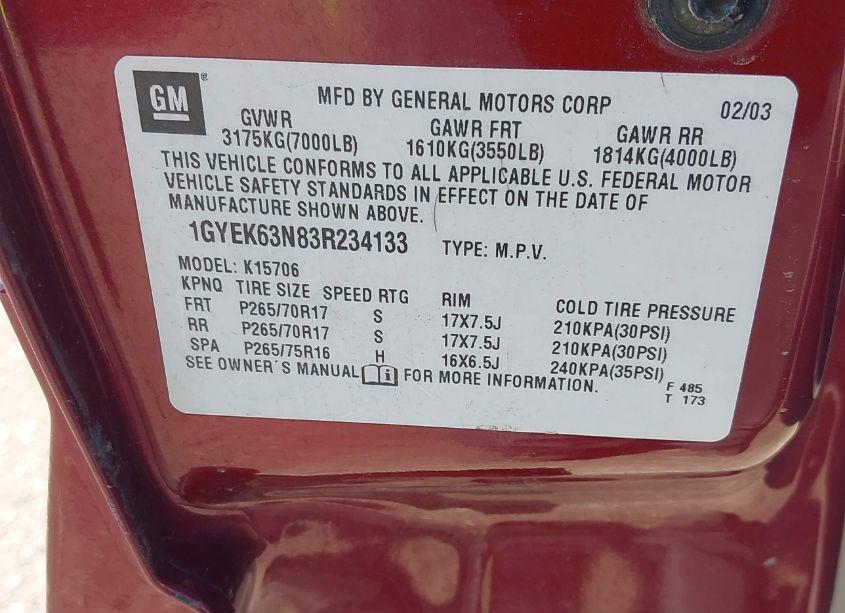 GM ®
MFD BY GENERAL MOTORS CORP 02/03
GVWR GAWR FRT GAWR RR
3175KG(7000LB) 1610KG(3550LB) 1814KG(4000LB)
THIS VEHICLE CONFORMS TO ALL APPLICABLE U.S. FEDERAL MOTOR
VEHICLE SAFETY STANDARDS IN EFFECT ON THE DATE OF
MANUFACTURE SHOWN ABOVE.
1GYEK63N83R234133 TYPE: M.P.V.
MODEL: K15706
KPNQ TIRE SIZE SPEED RTG RIM COLD TIRE PRESSURE
FRT P265/70R17 S 17X7.5J 210KPA(30PSI)
RR P265/70R17 S 17X7.5J 210KPA(30PSI)
SPA P265/75R16 H 16X6.5J 240KPA(35PSI)
SEE OWNER'S MANUAL i FOR MORE INFORMATION.
F 485
T 173